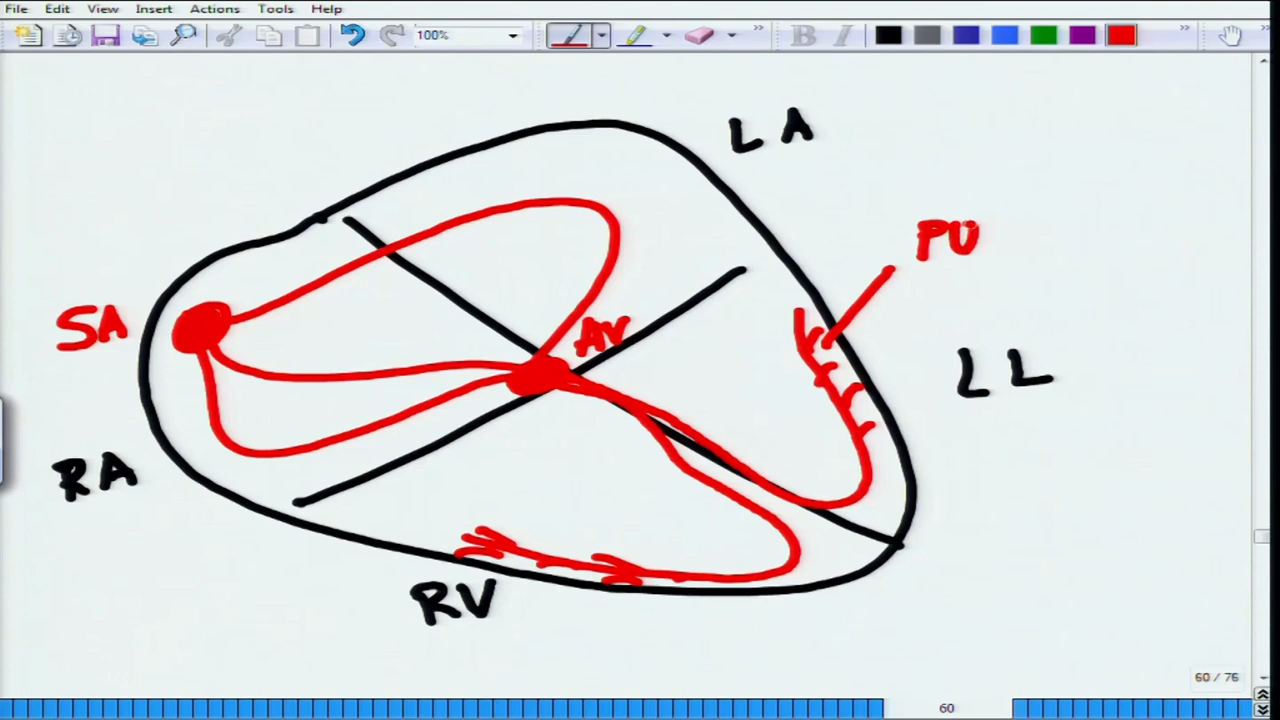 File Edit View Insert Actions Tools Help
100% B I
LA
PU
SA
AV
LL
RA
RV
60 / 76
60